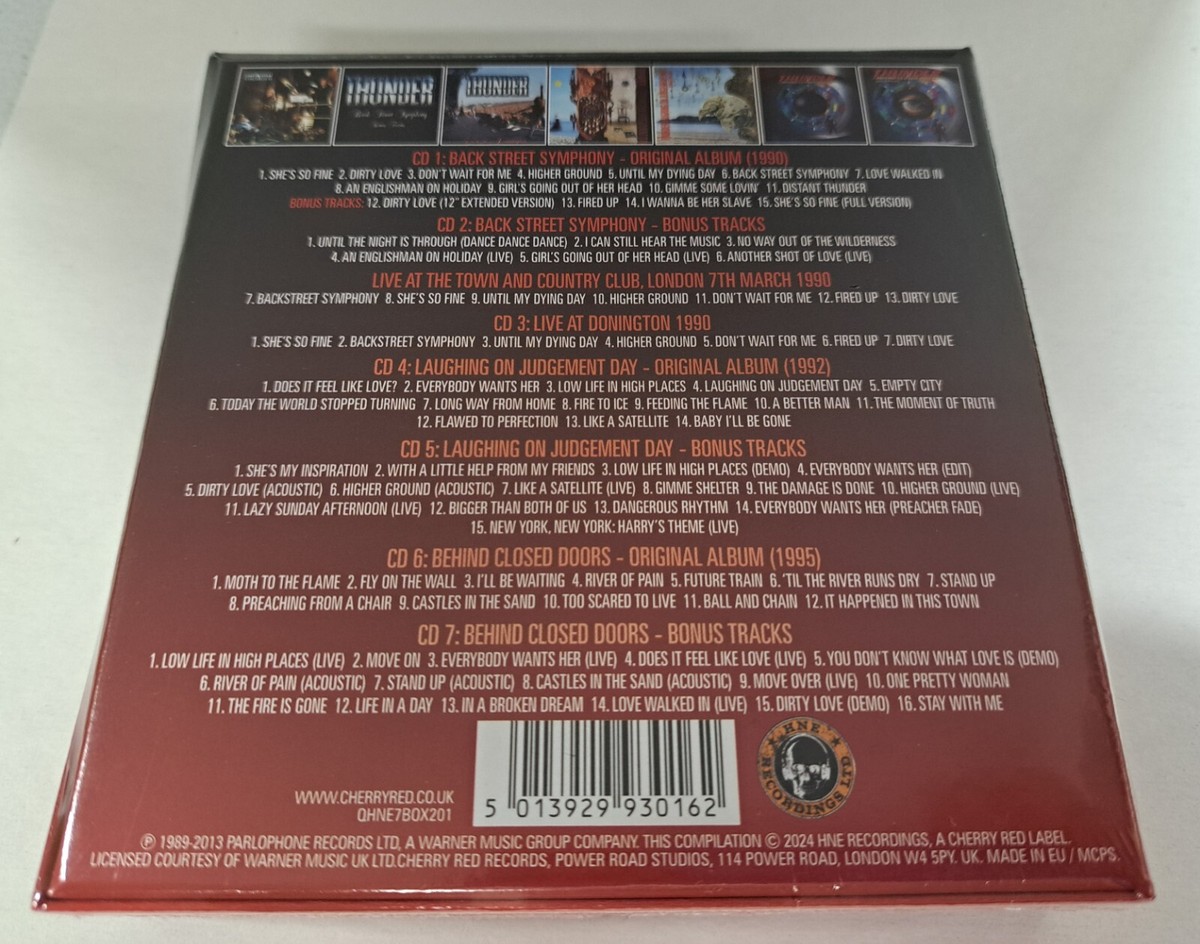 THUNDER
THUNDER
THUNDER
THUNDER
CD 1: BACK STREET SYMPHONY - ORIGINAL ALBUM (1990)
1. SHE'S SO FINE 2. DIRTY LOVE 3. DON'T WAIT FOR ME 4. HIGHER GROUND 5. UNTIL MY DYING DAY 6. BACK STREET SYMPHONY 7. LOVE WALKED IN
8. AN ENGLISHMAN ON HOLIDAY 9. GIRL'S GOING OUT OF HER HEAD 10. GIMME SOME LOVIN' 11. DISTANT THUNDER
BONUS TRACKS: 12. DIRTY LOVE (12" EXTENDED VERSION) 13. FIRED UP 14. I WANNA BE HER SLAVE 15. SHE'S SO FINE (FULL VERSION)
CD 2: BACK STREET SYMPHONY - BONUS TRACKS
1. UNTIL THE NIGHT IS THROUGH (DANCE DANCE DANCE) 2. I CAN STILL HEAR THE MUSIC 3. NO WAY OUT OF THE WILDERNESS
4. AN ENGLISHMAN ON HOLIDAY (LIVE) 5. GIRL'S GOING OUT OF HER HEAD (LIVE) 6. ANOTHER SHOT OF LOVE (LIVE)
LIVE AT THE TOWN AND COUNTRY CLUB, LONDON 7TH MARCH 1990
7. BACKSTREET SYMPHONY 8. SHE'S SO FINE 9. UNTIL MY DYING DAY 10. HIGHER GROUND 11. DON'T WAIT FOR ME 12. FIRED UP 13. DIRTY LOVE
CD 3: LIVE AT DONINGTON 1990
1. SHE'S SO FINE 2. BACKSTREET SYMPHONY 3. UNTIL MY DYING DAY 4. HIGHER GROUND 5. DON'T WAIT FOR ME 6. FIRED UP 7. DIRTY LOVE
CD 4: LAUGHING ON JUDGEMENT DAY - ORIGINAL ALBUM (1992)
1. DOES IT FEEL LIKE LOVE? 2. EVERYBODY WANTS HER 3. LOW LIFE IN HIGH PLACES 4. LAUGHING ON JUDGEMENT DAY 5. EMPTY CITY
6. TODAY THE WORLD STOPPED TURNING 7. LONG WAY FROM HOME 8. FIRE TO ICE 9. FEEDING THE FLAME 10. A BETTER MAN 11. THE MOMENT OF TRUTH
12. FLAWED TO PERFECTION 13. LIKE A SATELLITE 14. BABY I'LL BE GONE
CD 5: LAUGHING ON JUDGEMENT DAY - BONUS TRACKS
1. SHE'S MY INSPIRATION 2. WITH A LITTLE HELP FROM MY FRIENDS 3. LOW LIFE IN HIGH PLACES (DEMO) 4. EVERYBODY WANTS HER (EDIT)
5. DIRTY LOVE (ACOUSTIC) 6. HIGHER GROUND (ACOUSTIC) 7. LIKE A SATELLITE (LIVE) 8. GIMME SHELTER 9. THE DAMAGE IS DONE 10. HIGHER GROUND (LIVE)
11. LAZY SUNDAY AFTERNOON (LIVE) 12. BIGGER THAN BOTH OF US 13. DANGEROUS RHYTHM 14. EVERYBODY WANTS HER (PREACHER FADE)
15. NEW YORK, NEW YORK: HARRY'S THEME (LIVE)
CD 6: BEHIND CLOSED DOORS - ORIGINAL ALBUM (1995)
1. MOTH TO THE FLAME 2. FLY ON THE WALL 3. I'LL BE WAITING 4. RIVER OF PAIN 5. FUTURE TRAIN 6. 'TIL THE RIVER RUNS DRY 7. STAND UP
8. PREACHING FROM A CHAIR 9. CASTLES IN THE SAND 10. TOO SCARED TO LIVE 11. BALL AND CHAIN 12. IT HAPPENED IN THIS TOWN
CD 7: BEHIND CLOSED DOORS - BONUS TRACKS
1. LOW LIFE IN HIGH PLACES (LIVE) 2. MOVE ON 3. EVERYBODY WANTS HER (LIVE) 4. DOES IT FEEL LIKE LOVE (LIVE) 5. YOU DON'T KNOW WHAT LOVE IS (DEMO)
6. RIVER OF PAIN (ACOUSTIC) 7. STAND UP (ACOUSTIC) 8. CASTLES IN THE SAND (ACOUSTIC) 9. MOVE OVER (LIVE) 10. ONE PRETTY WOMAN
11. THE FIRE IS GONE 12. LIFE IN A DAY 13. IN A BROKEN DREAM 14. LOVE WALKED IN (LIVE) 15. DIRTY LOVE (DEMO) 16. STAY WITH ME
HNE RECORDINGS LTD
WWW.CHERRYRED.CO.UK
QHNE7BOX201
5 013929 930162
℗ 1989-2013 PARLOPHONE RECORDS LTD, A WARNER MUSIC GROUP COMPANY. THIS COMPILATION © 2024 HNE RECORDINGS, A CHERRY RED LABEL.
LICENSED COURTESY OF WARNER MUSIC UK LTD.CHERRY RED RECORDS, POWER ROAD STUDIOS, 114 POWER ROAD, LONDON W4 5PY. UK. MADE IN EU / MCPS.